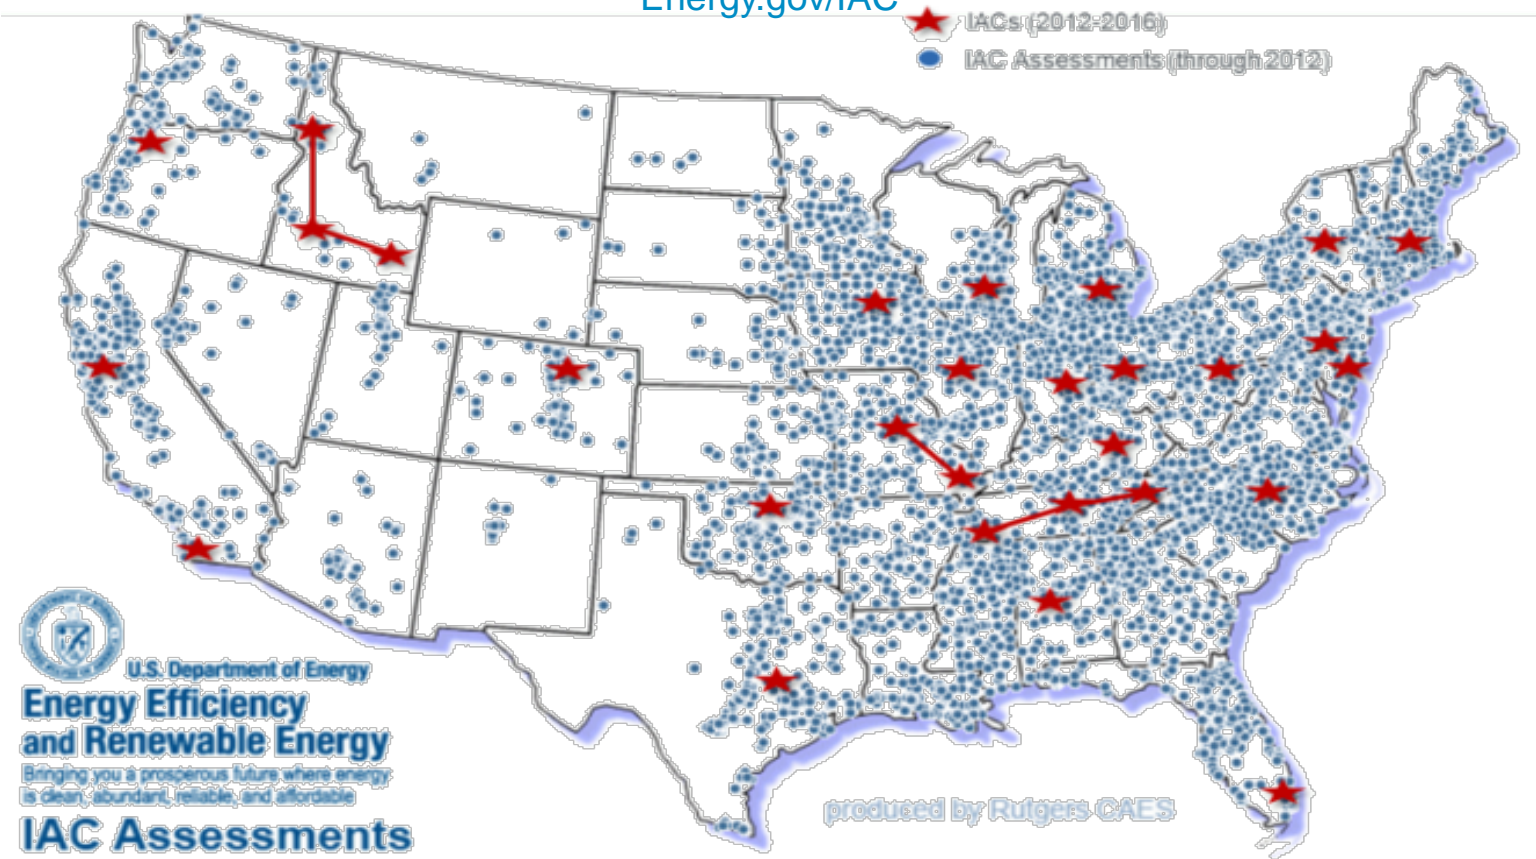 Energy.gov/IAC
IACs (2012-2016)
IAC Assessments (through 2012)
U.S. Department of Energy
Energy Efficiency
and Renewable Energy
Bringing you a prosperous future where energy
is clean, abundant, reliable, and affordable
IAC Assessments
produced by Rutgers CAES